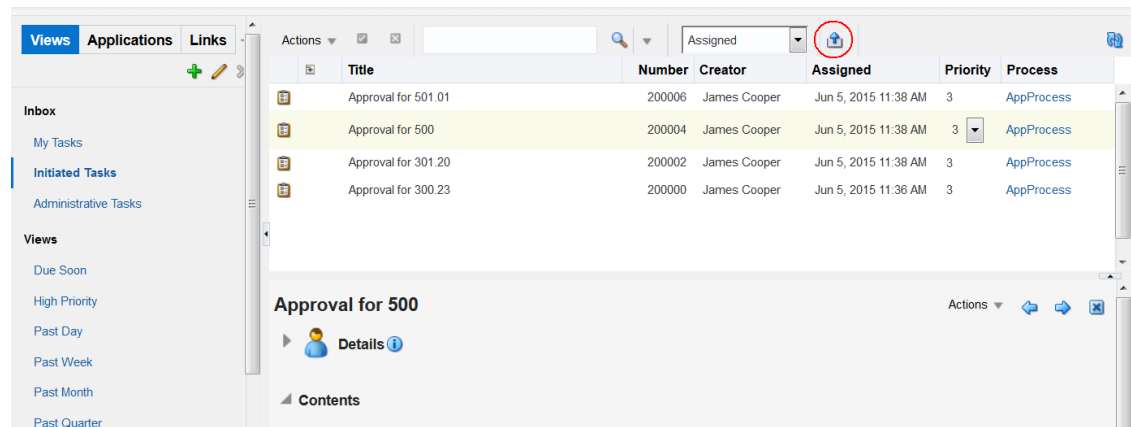 Views Applications Links
Actions Assigned
Title Number Creator Assigned Priority Process
Approval for 501.01 200006 James Cooper Jun 5, 2015 11:38 AM 3 AppProcess
Approval for 500 200004 James Cooper Jun 5, 2015 11:38 AM 3 AppProcess
Approval for 301.20 200002 James Cooper Jun 5, 2015 11:38 AM 3 AppProcess
Approval for 300.23 200000 James Cooper Jun 5, 2015 11:36 AM 3 AppProcess
Inbox
My Tasks
Initiated Tasks
Administrative Tasks
Views
Due Soon
High Priority
Past Day
Past Week
Past Month
Past Quarter
Approval for 500 Actions
Details
Contents